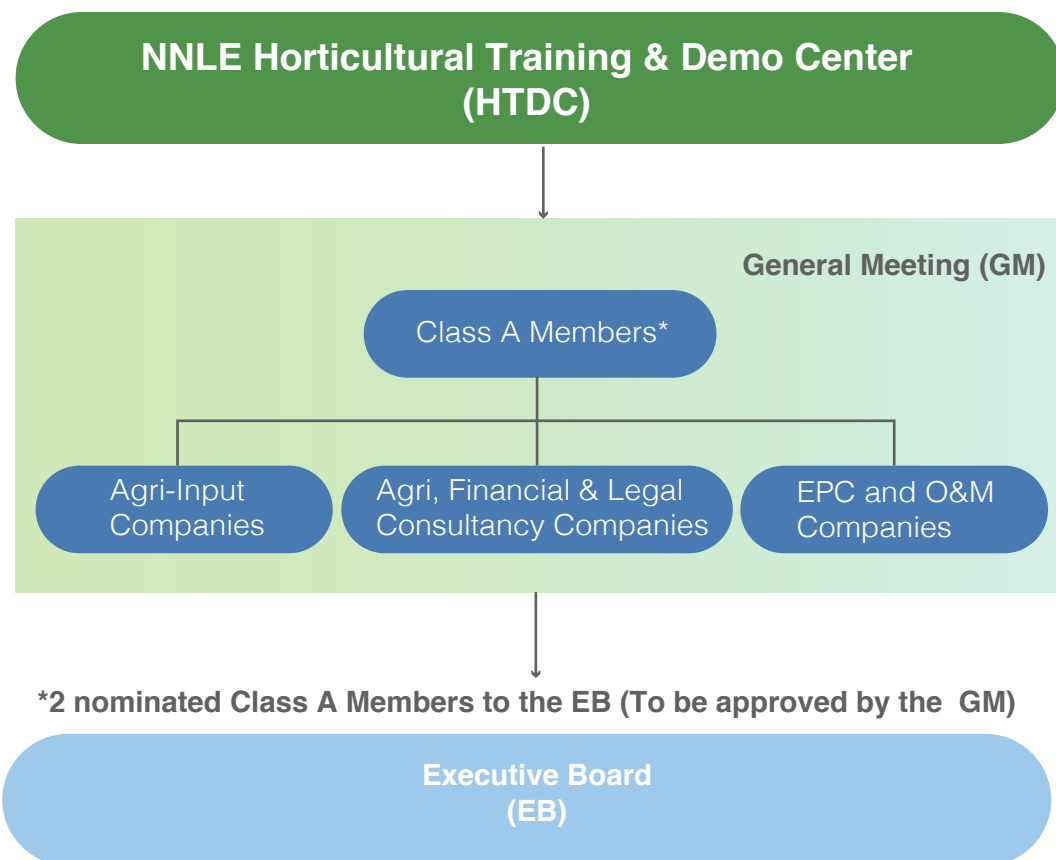 NNLE Horticultural Training & Demo Center
(HTDC)
General Meeting (GM)
Class A Members*
Agri-Input
Companies
Agri, Financial & Legal
Consultancy Companies
EPC and O&M
Companies
*2 nominated Class A Members to the EB (To be approved by the GM)
Executive Board
(EB)